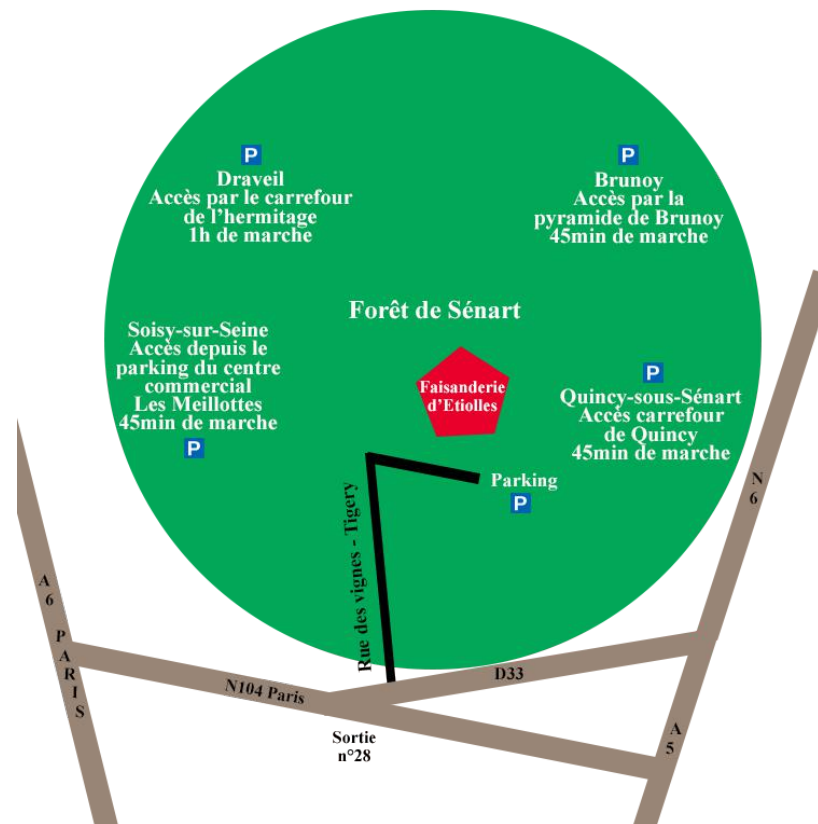 P
Draveil
Accès par le carrefour
de l'hermitage
1h de marche
P
Brunoy
Accès par la
pyramide de Brunoy
45min de marche
Forêt de Sénart
Soisy-sur-Seine
Accès depuis le
parking du centre
commercial
Les Meillottes
45min de marche
P
Faisanderie
d'Etiolles
P
Quincy-sous-Sénart
Accès carrefour
de Quincy
45min de marche
Parking
P
Rue des vignes - Tigery
N6
A6 PARIS
N104 Paris
D33
A5
Sortie
n°28